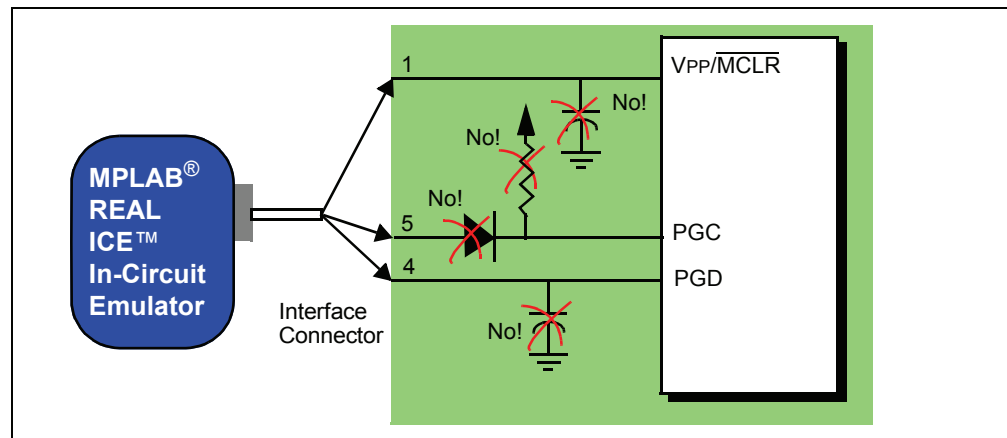 MPLAB®
REAL
ICE™
In-Circuit
Emulator
Interface
Connector
1
5
4
No!
No!
No!
No!
VPP/MCLR
PGC
PGD